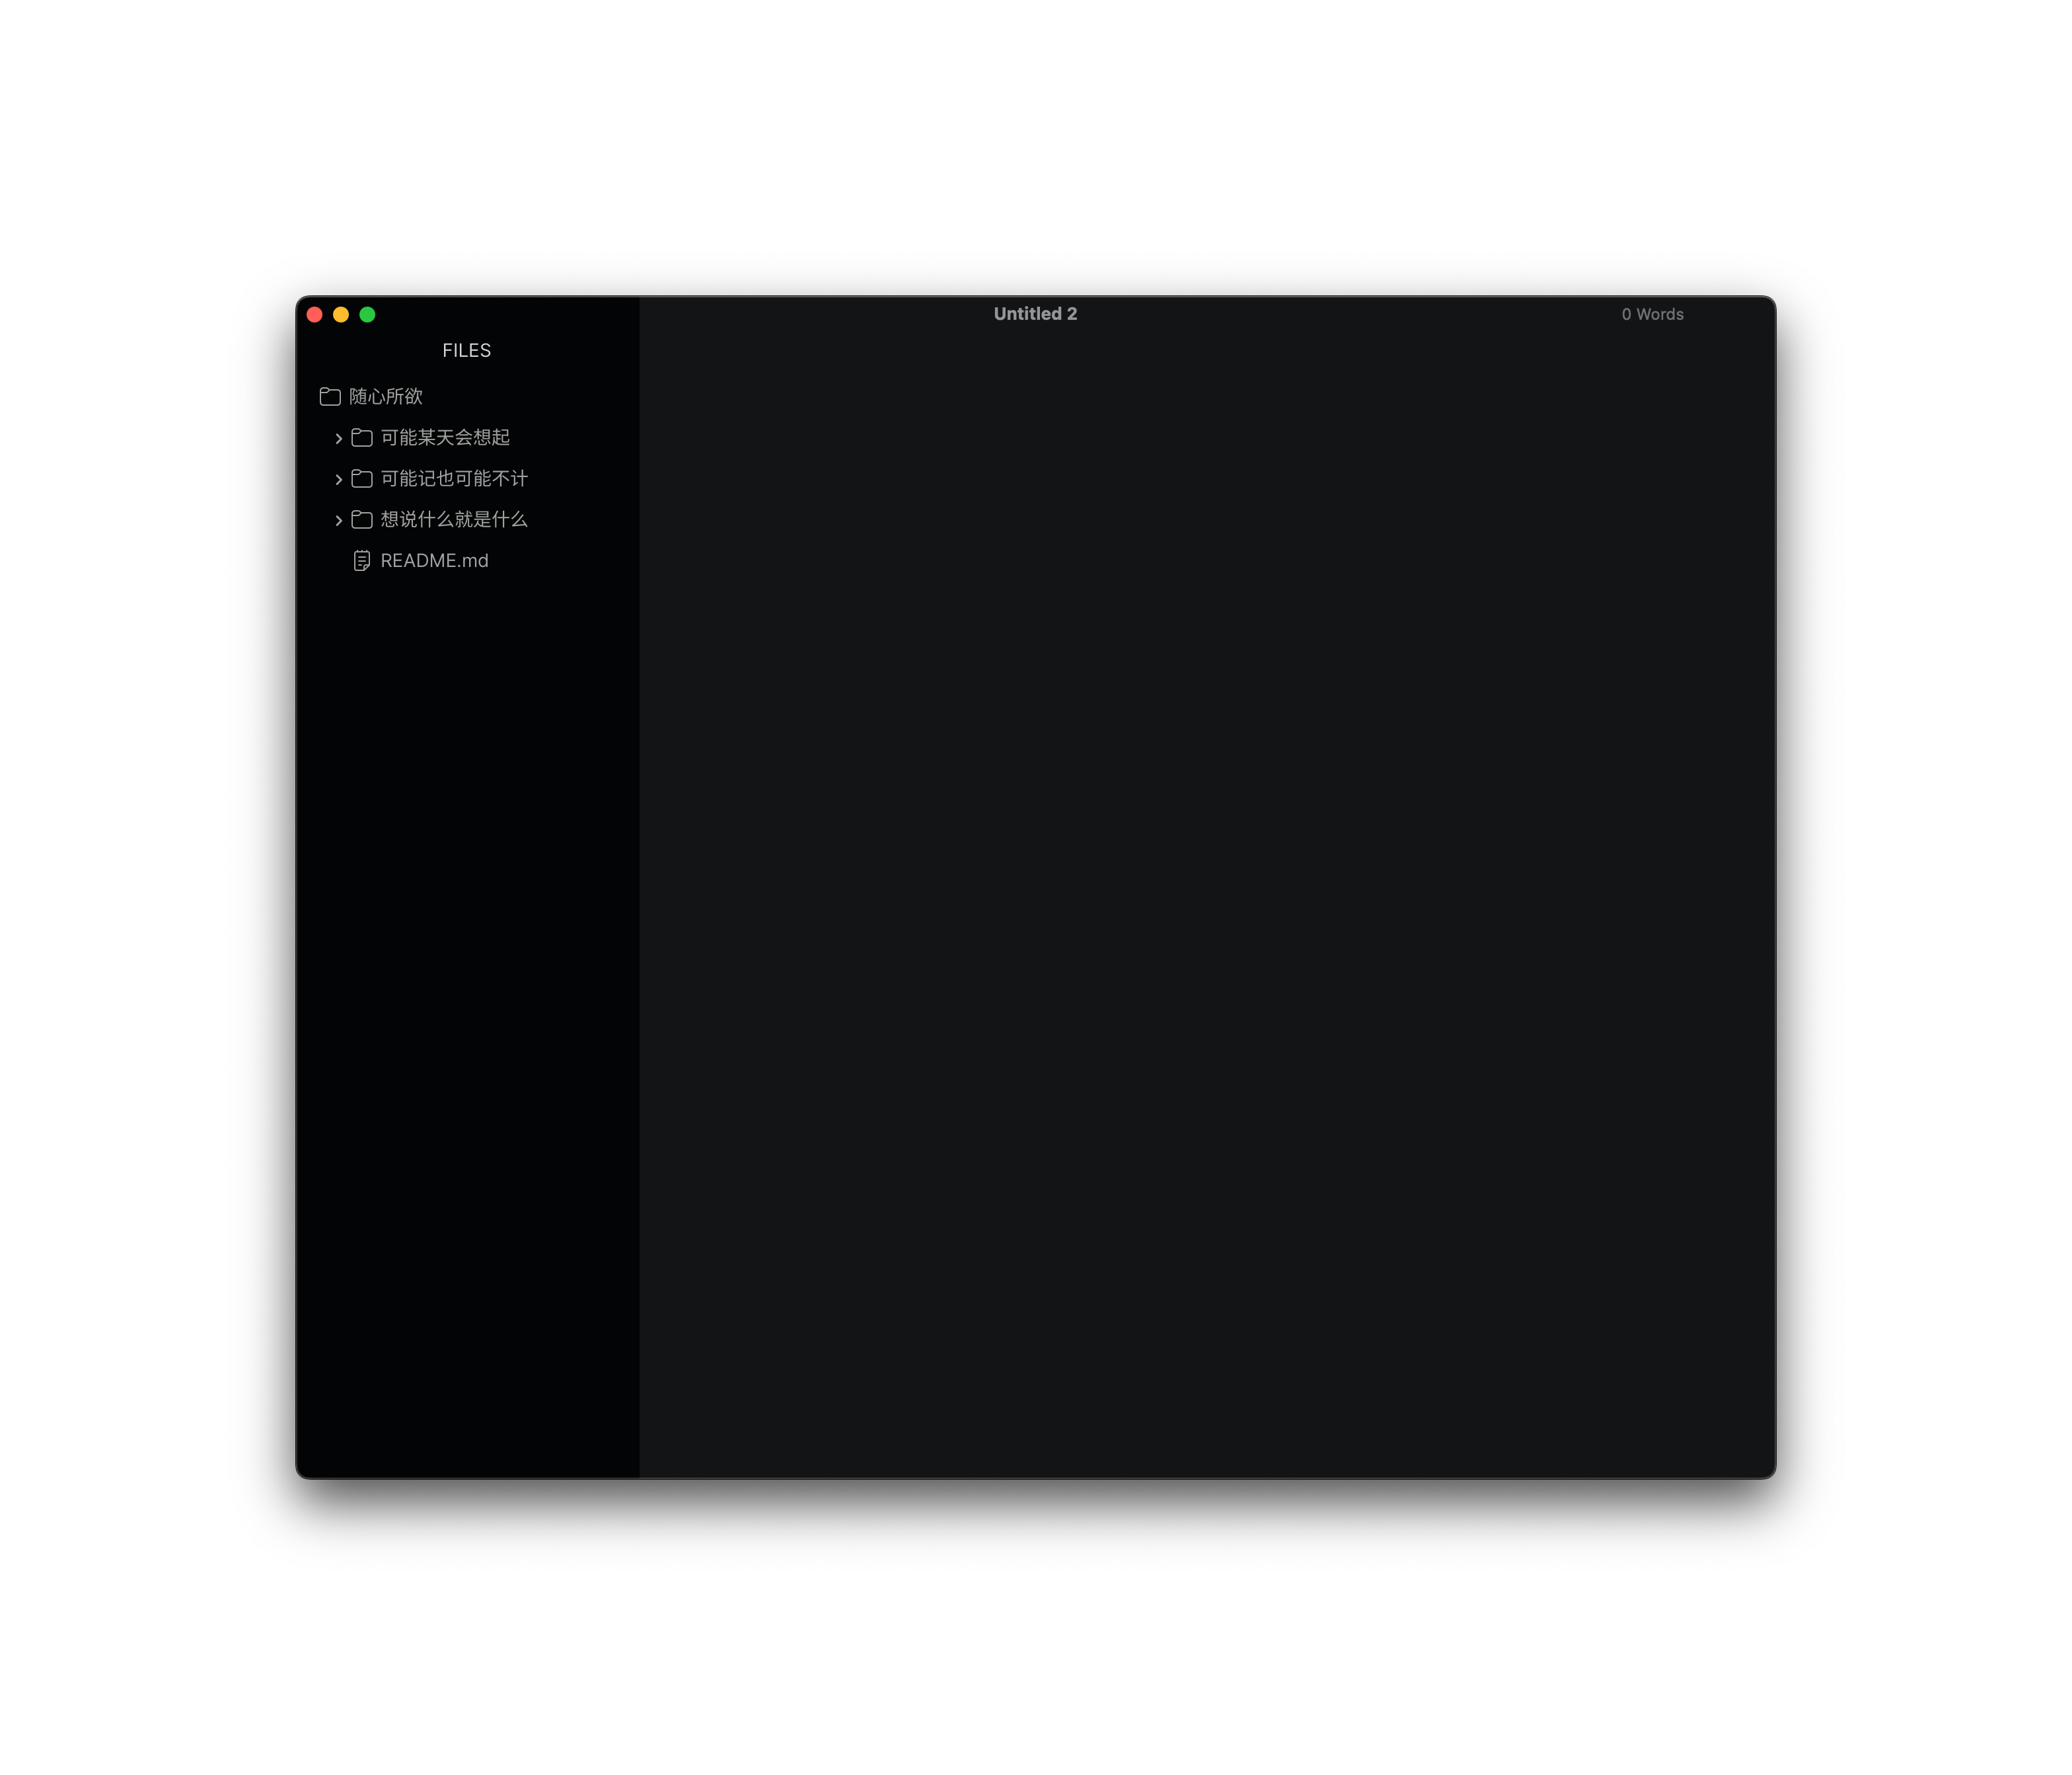 Untitled 2
0 Words
FILES
随心所欲
可能某天会想起
可能记也可能不计
想说什么就是什么
README.md